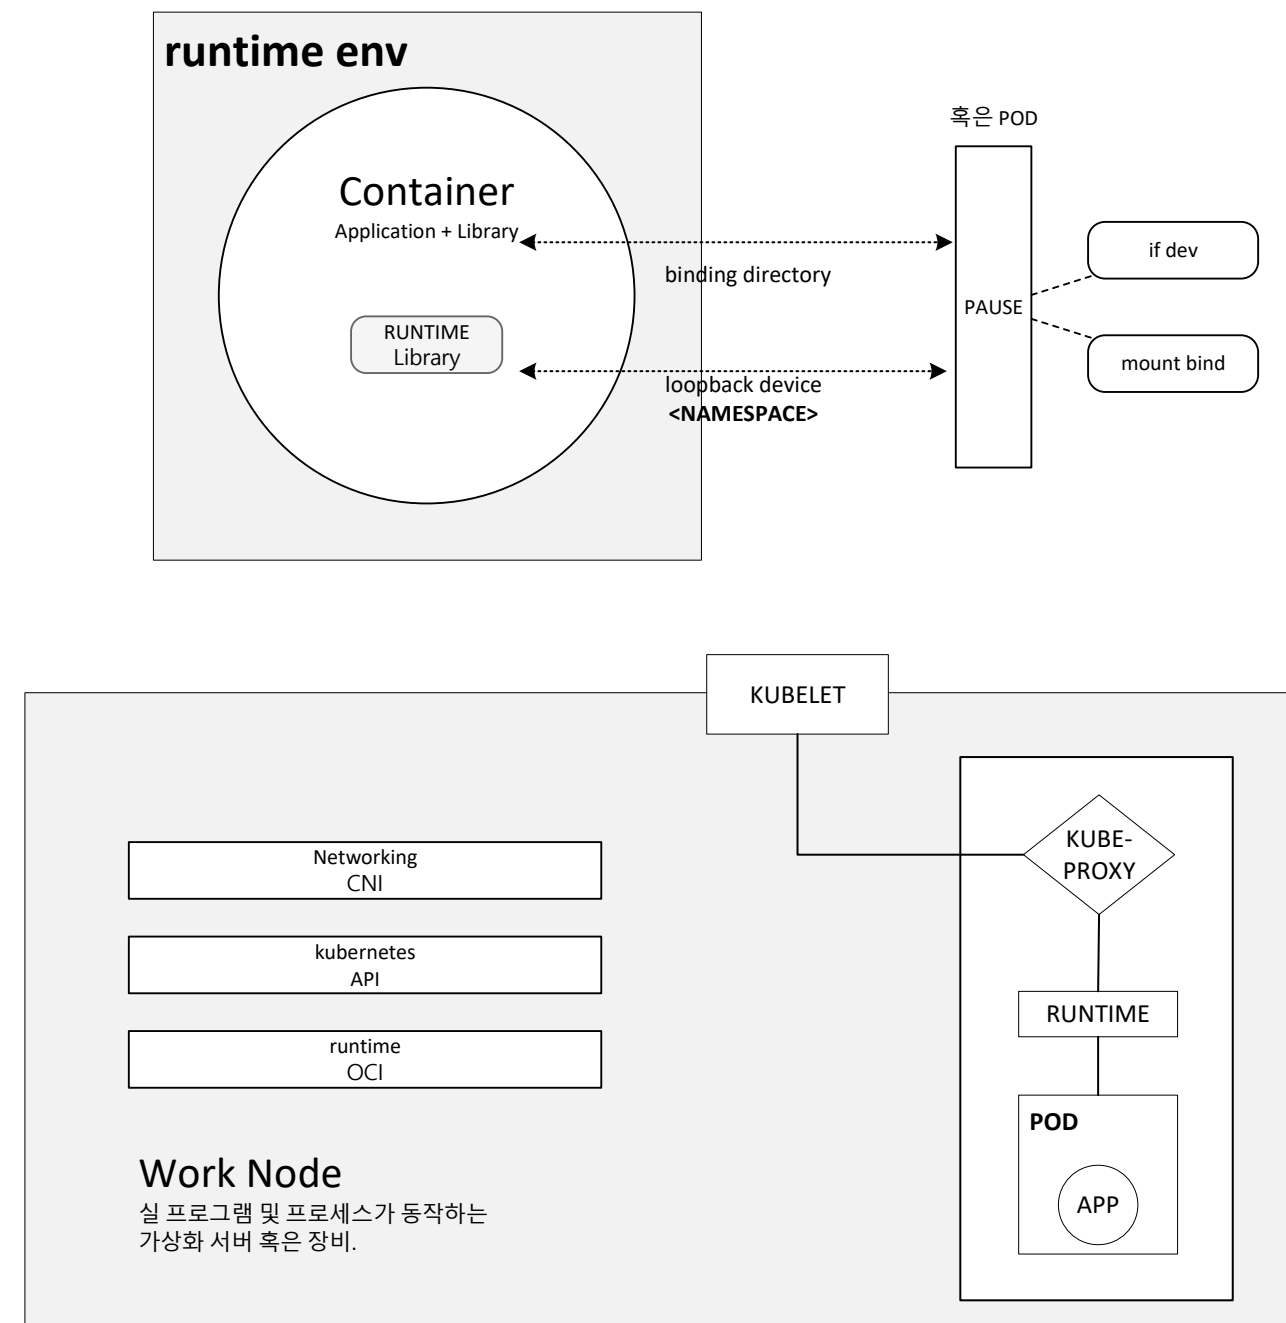 runtime env
혹은 POD
Container
Application + Library
binding directory
if dev
PAUSE
RUNTIME
Library
mount bind
loopback device
<NAMESPACE>
KUBELET
KUBE-
PROXY
Networking
CNI
kubernetes
API
RUNTIME
runtime
OCI
POD
APP
Work Node
실 프로그램 및 프로세스가 동작하는
가상화 서버 혹은 장비.